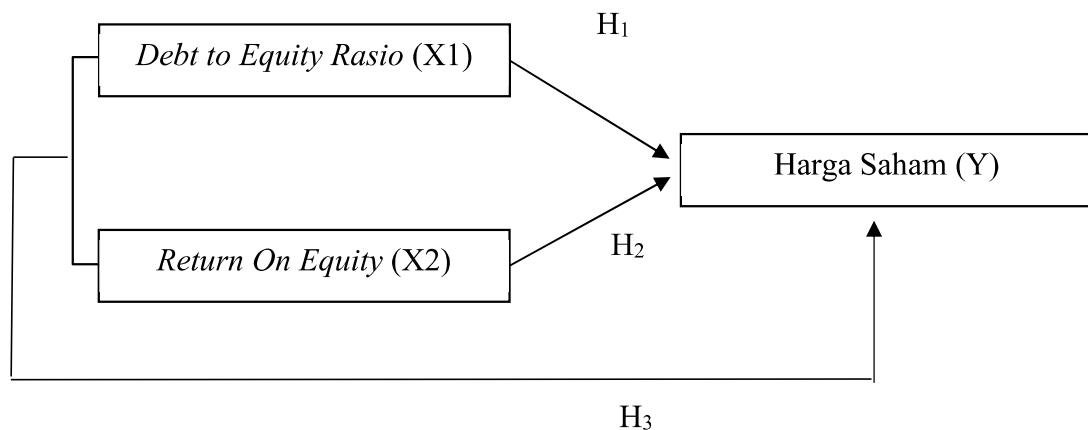 H₁
Debt to Equity Rasio (X1)
Harga Saham (Y)
Return On Equity (X2)
H₂
H₃